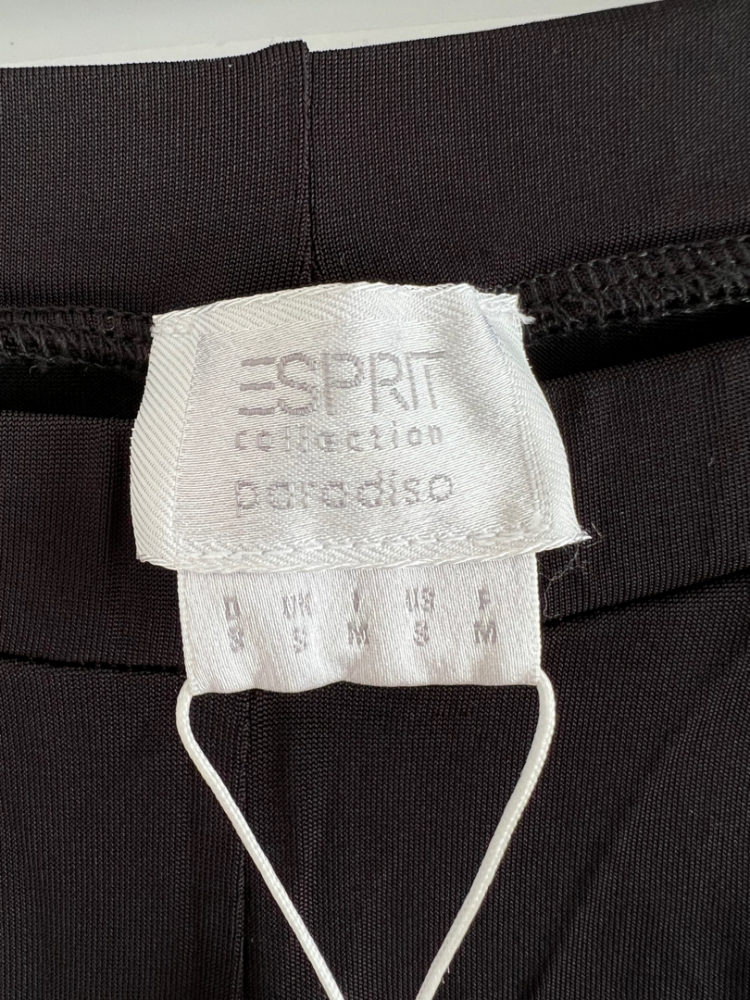 ESPRIT
collection
paradiso
D UK I US F
S S M S M